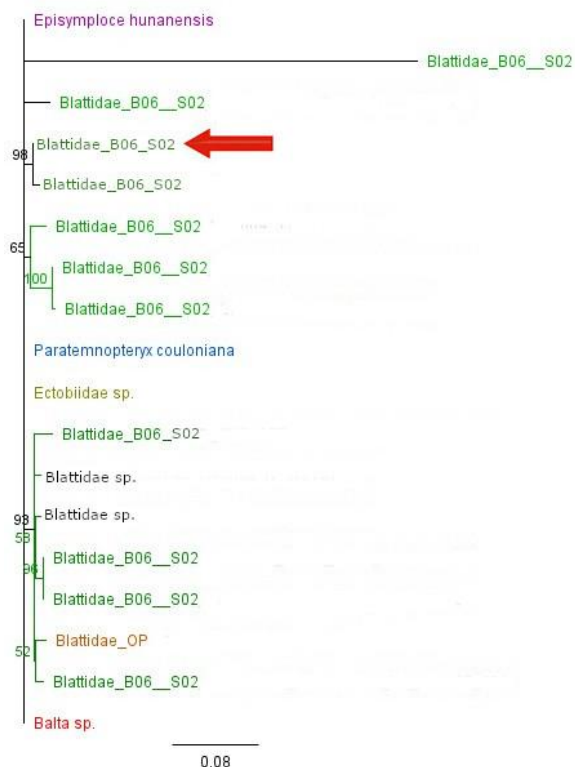 Episymploce hunanensis
Blattidae_B06__S02
Blattidae_B06__S02
Blattidae_B06_S02
98
Blattidae_B06_S02
Blattidae_B06__S02
65
Blattidae_B06__S02
100
Blattidae_B06__S02
Paratemnopteryx couloniana
Ectobiidae sp.
Blattidae_B06_S02
Blattidae sp.
Blattidae sp.
93
53
Blattidae_B06__S02
96
Blattidae_B06__S02
Blattidae_OP
52
Blattidae_B06__S02
Balta sp.
0.08